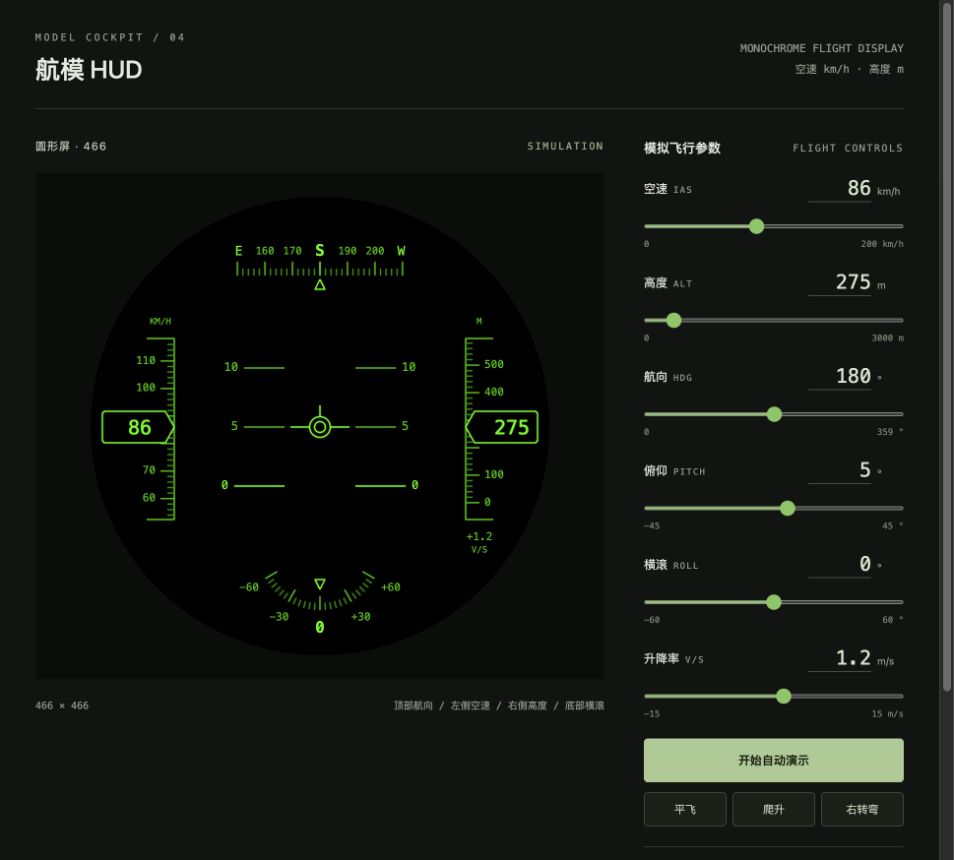 MODEL COCKPIT / 04
航模 HUD
MONOCHROME FLIGHT DISPLAY
空速 km/h · 高度 m
圆形屏 · 466
SIMULATION
E 160 170 S 190 200 W
KM/H
M
110
100
86
70
60
500
400
275
100
0
10 10
5 5
0 0
+1.2
V/S
−60 +60
−30 +30
0
466 × 466
顶部航向 / 左侧空速 / 右侧高度 / 底部横滚
模拟飞行参数 FLIGHT CONTROLS
空速 IAS 86 km/h
0 200 km/h
高度 ALT 275 m
0 3000 m
航向 HDG 180 °
0 359 °
俯仰 PITCH 5 °
−45 45 °
横滚 ROLL 0 °
−60 60 °
升降率 V/S 1.2 m/s
−15 15 m/s
开始自动演示
平飞 爬升 右转弯